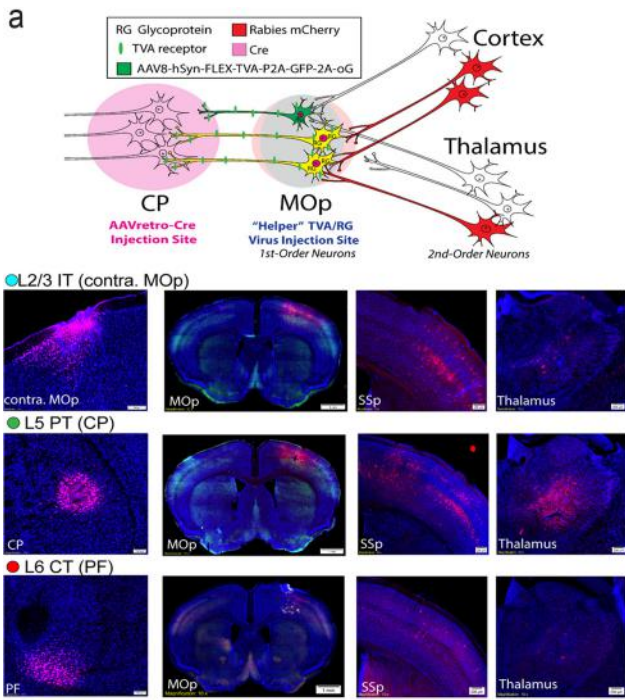 a
RG Glycoprotein
Rabies mCherry
TVA receptor
Cre
AAV8-hSyn-FLEX-TVA-P2A-GFP-2A-oG
Cortex
Thalamus
CP
MOp
AAVretro-Cre
Injection Site
"Helper" TVA/RG
Virus Injection Site
1st-Order Neurons
2nd-Order Neurons
L2/3 IT (contra. MOp)
contra. MOp
MOp
SSp
Thalamus
L5 PT (CP)
CP
MOp
SSp
Thalamus
L6 CT (PF)
PF
MOp
SSp
Thalamus